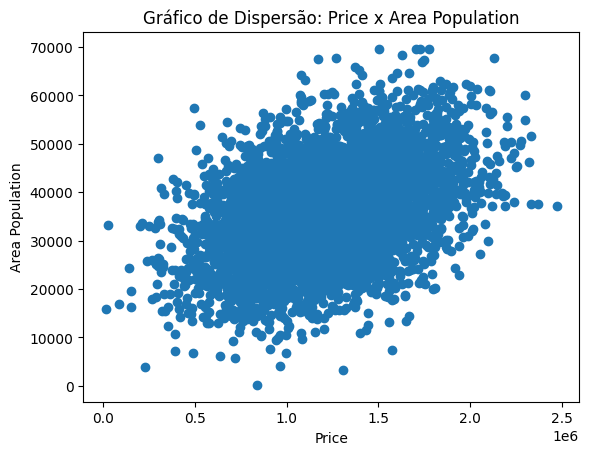 Gráfico de Dispersão: Price x Area Population
70000
60000
50000
40000
30000
20000
10000
0
Area Population
0.0 0.5 1.0 1.5 2.0 2.5
1e6
Price